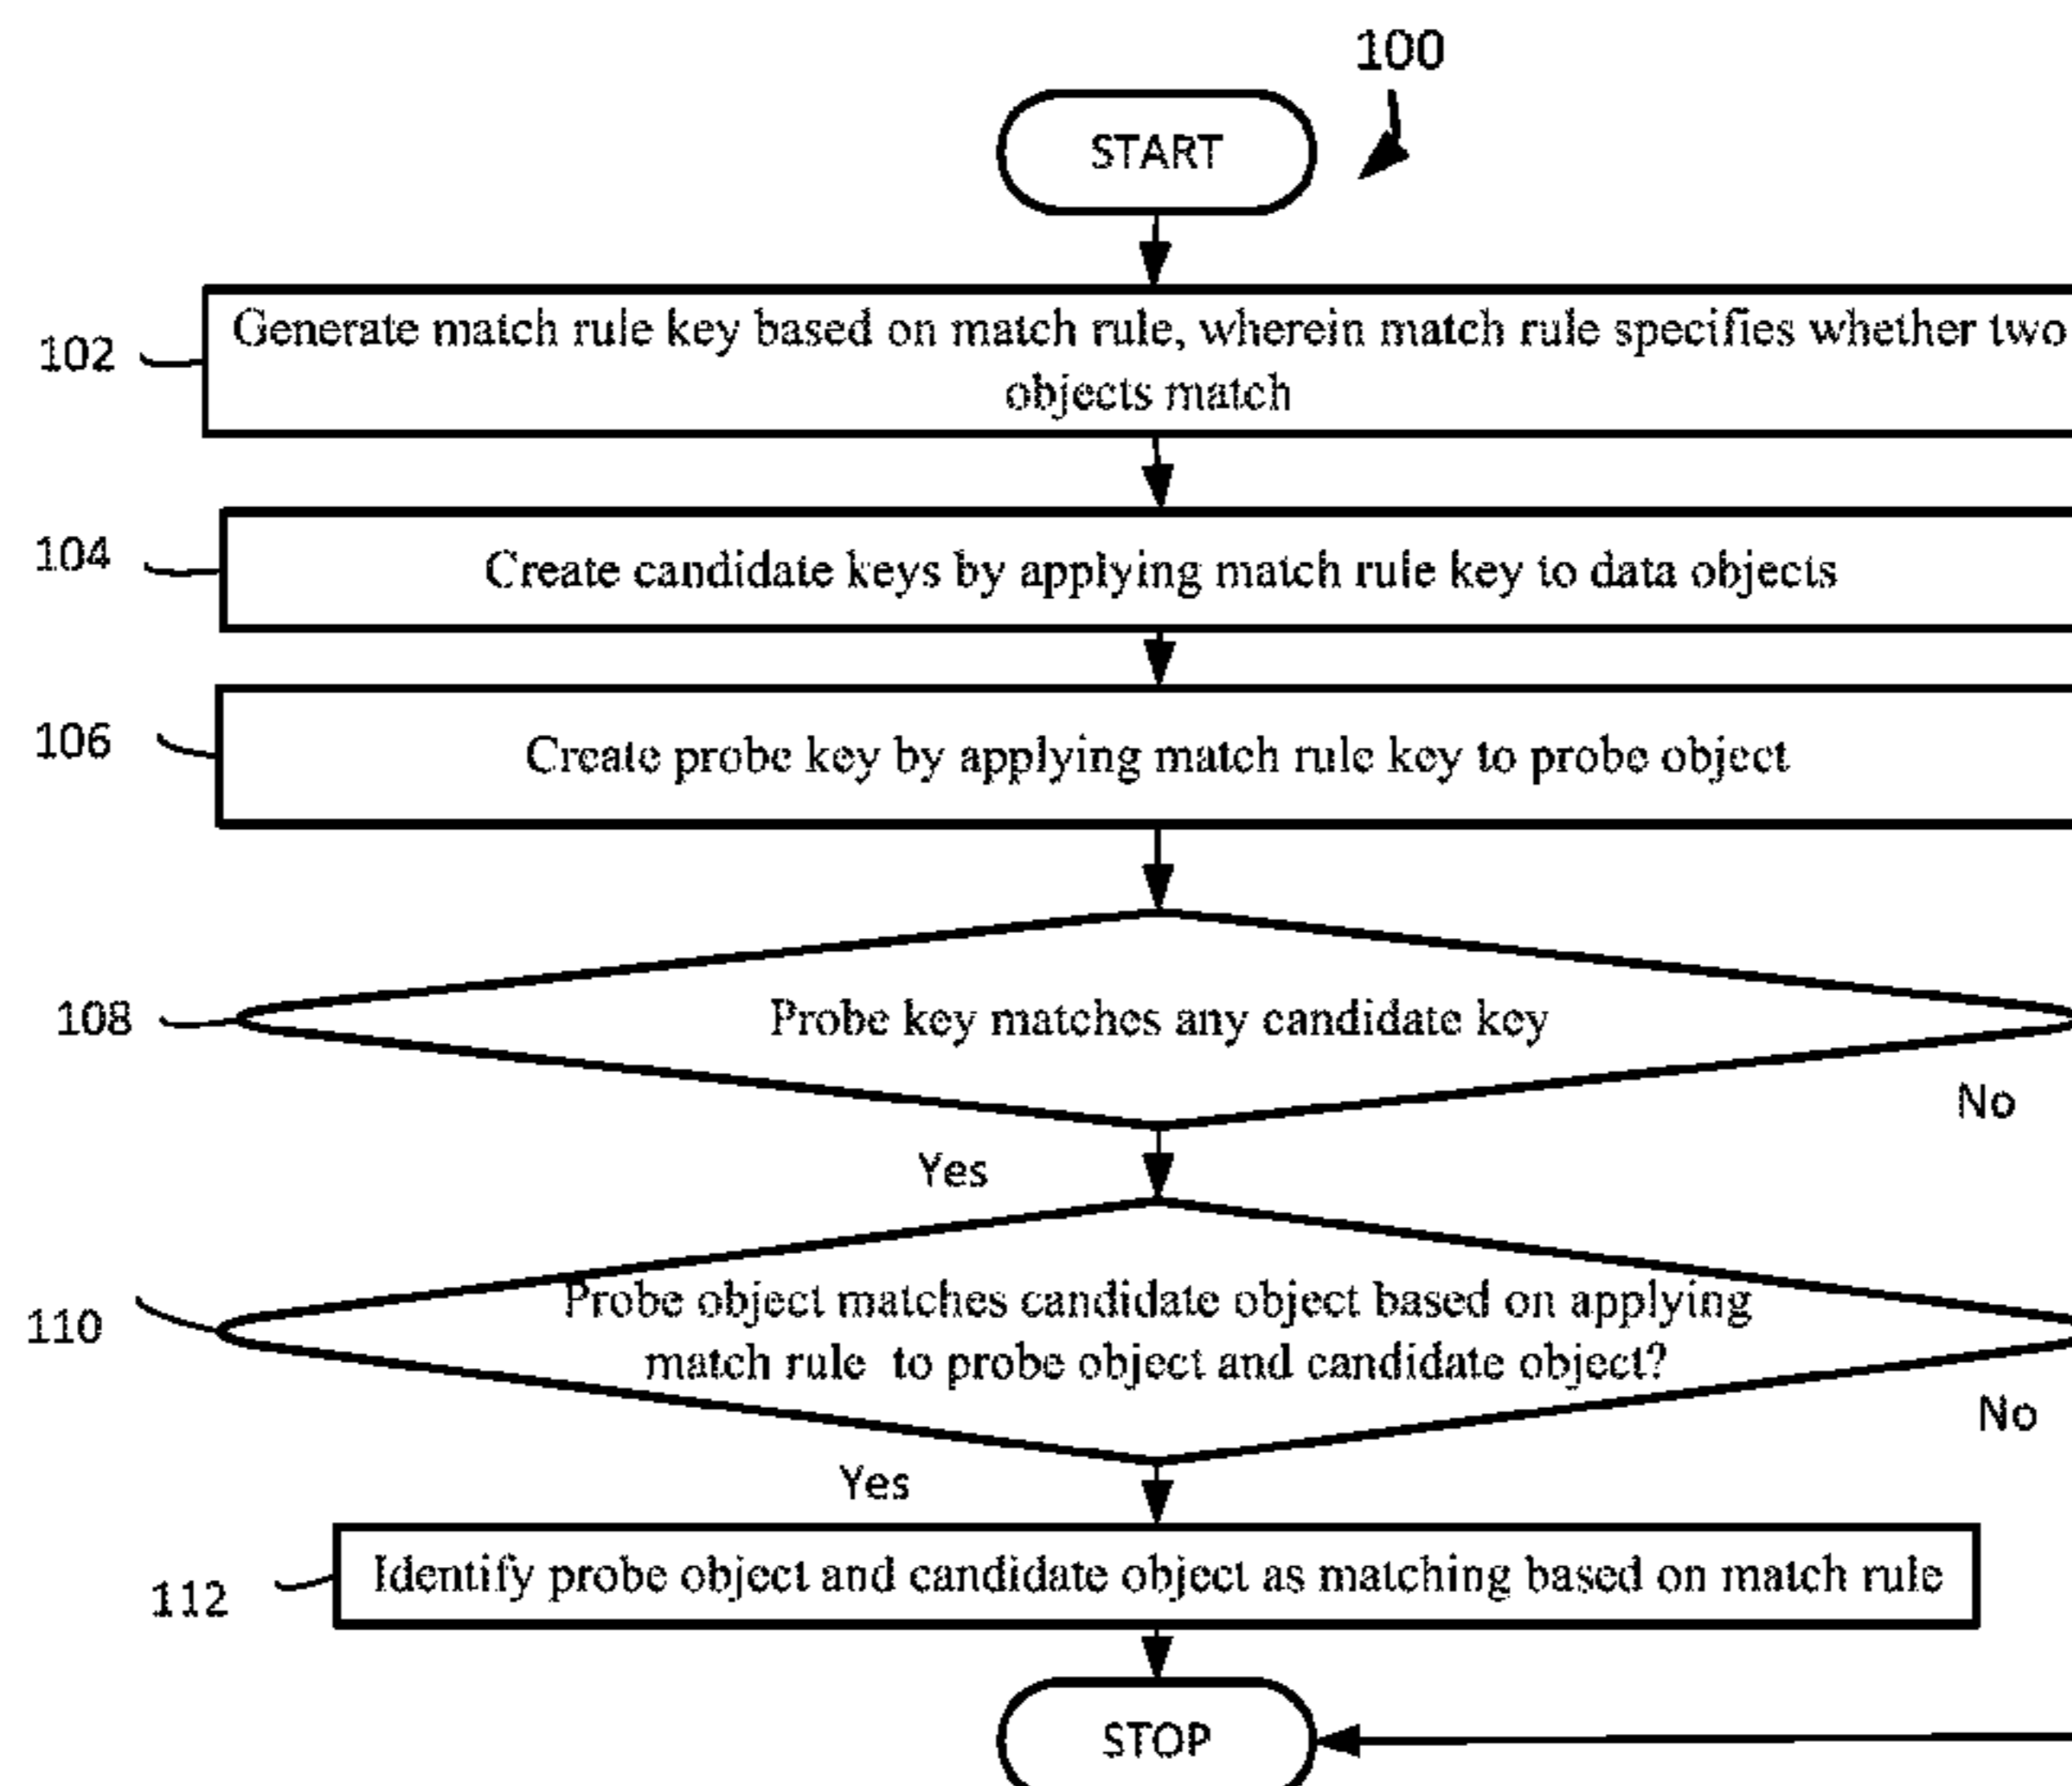 100
START
102
Generate match rule key based on match rule, wherein match rule specifies whether two
objects match
104
Create candidate keys by applying match rule key to data objects
106
Create probe key by applying match rule key to probe object
108
Probe key matches any candidate key
No
Yes
110
Probe object matches candidate object based on applying
match rule to probe object and candidate object?
No
Yes
112
Identify probe object and candidate object as matching based on match rule
STOP